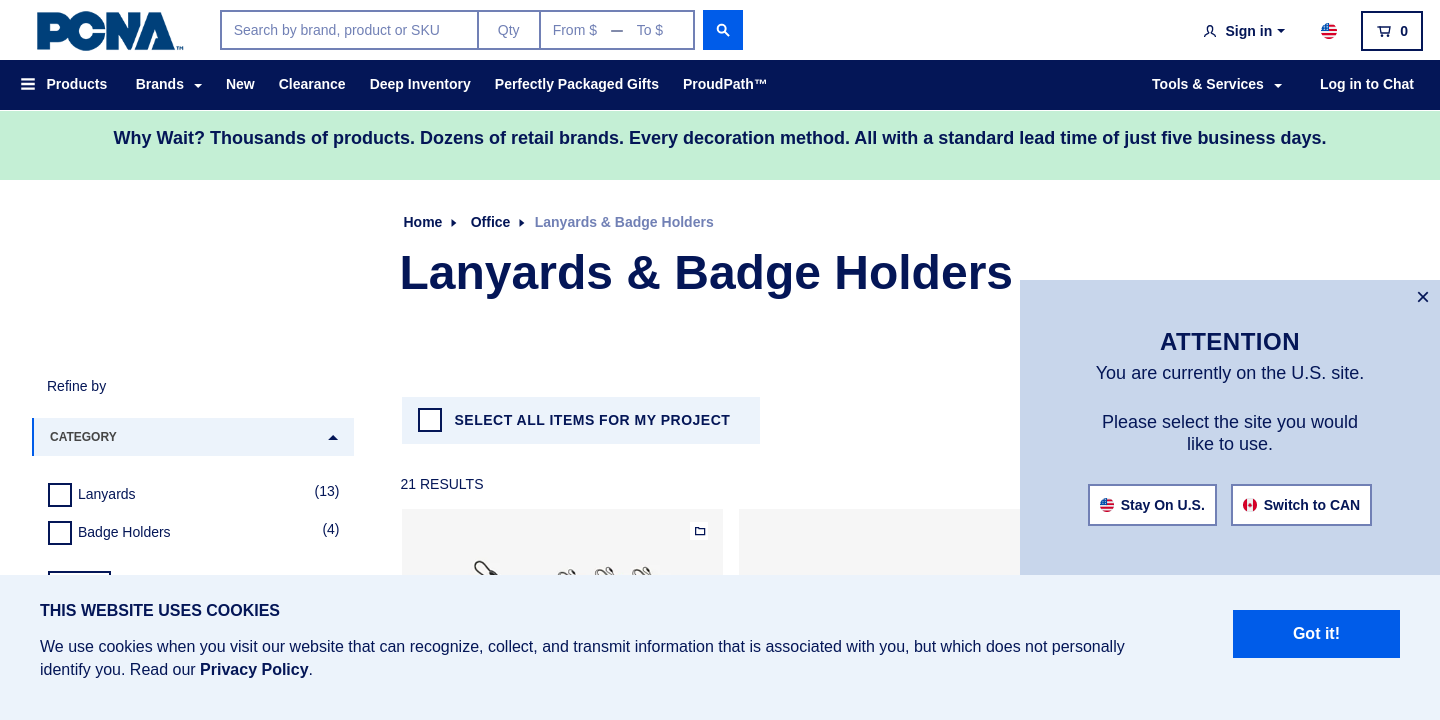 PCNA™
Search by brand, product or SKU
Qty
From $ — To $
Sign in
0
Products
Brands
New
Clearance
Deep Inventory
Perfectly Packaged Gifts
ProudPath™
Tools & Services
Log in to Chat
Why Wait? Thousands of products. Dozens of retail brands. Every decoration method. All with a standard lead time of just five business days.
Home Office Lanyards & Badge Holders
Lanyards & Badge Holders
Refine by
CATEGORY
Lanyards (13)
Badge Holders (4)
SELECT ALL ITEMS FOR MY PROJECT
21 RESULTS
×
ATTENTION
You are currently on the U.S. site.
Please select the site you would
like to use.
Stay On U.S.
Switch to CAN
THIS WEBSITE USES COOKIES
We use cookies when you visit our website that can recognize, collect, and transmit information that is associated with you, but which does not personally
identify you. Read our Privacy Policy.
Got it!